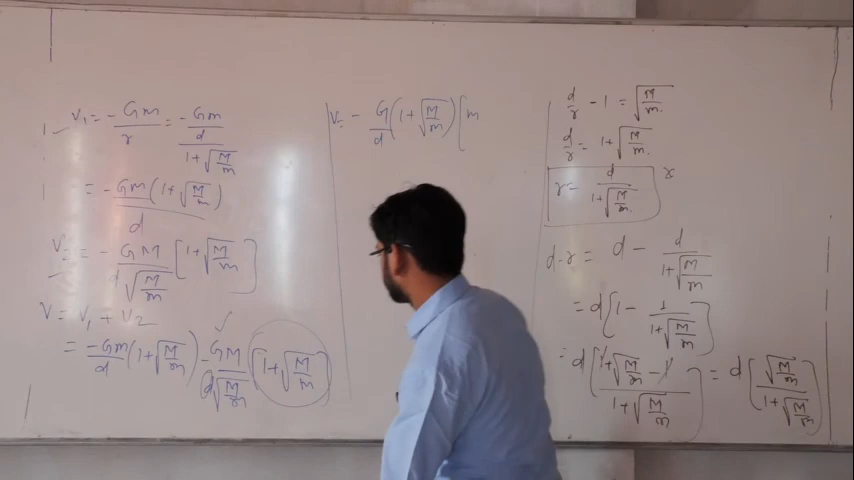 V₁ = -Gm/r = -Gm/(d/(1+√(M/m)))
= -Gm(1+√(M/m))/d
V₂ = -GM/(d√(M/m)) [1+√(M/m)]
V = V₁ + V₂
= -Gm/d (1+√(M/m)) - GM/(d√(M/m)) (1+√(M/m))
V = -G/d (1+√(M/m)) [m
d/r - 1 = √(M/m)
d/r = 1+√(M/m)
r = d/(1+√(M/m))
d-r = d - d/(1+√(M/m))
= d[1 - 1/(1+√(M/m))]
= d[(1+√(M/m) - 1)/(1+√(M/m))] = d[√(M/m)/(1+√(M/m))]